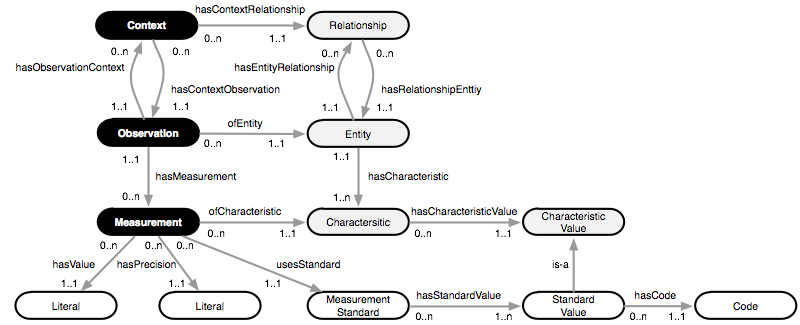 hasContextRelationship
Context
Relationship
0..n
0..n
1..1
0..n
0..n
0..n
hasObservationContext
hasEntityRelationship
hasContextObservation
hasRelationshipEnttiy
1..1
1..1
1..1
1..1
ofEntity
Observation
Entity
0..n
1..1
1..1
1..1
hasMeasurement
hasCharacteristic
0..n
1..n
ofCharacteristic
hasCharacteristicValue
Measurement
Charactersitic
Characteristic
Value
0..n
1..1
0..n
1..1
0..n
0..n
0..n
hasValue
hasPrecision
usesStandard
is-a
1..1
1..1
1..1
hasStandardValue
hasCode
Literal
Literal
Measurement
Standard
Standard
Value
Code
0..n
1..n
0..n
1..1